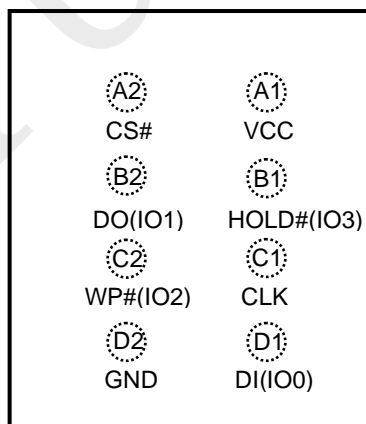 A2 A1
CS# VCC
B2 B1
DO(IO1) HOLD#(IO3)
C2 C1
WP#(IO2) CLK
D2 D1
GND DI(IO0)